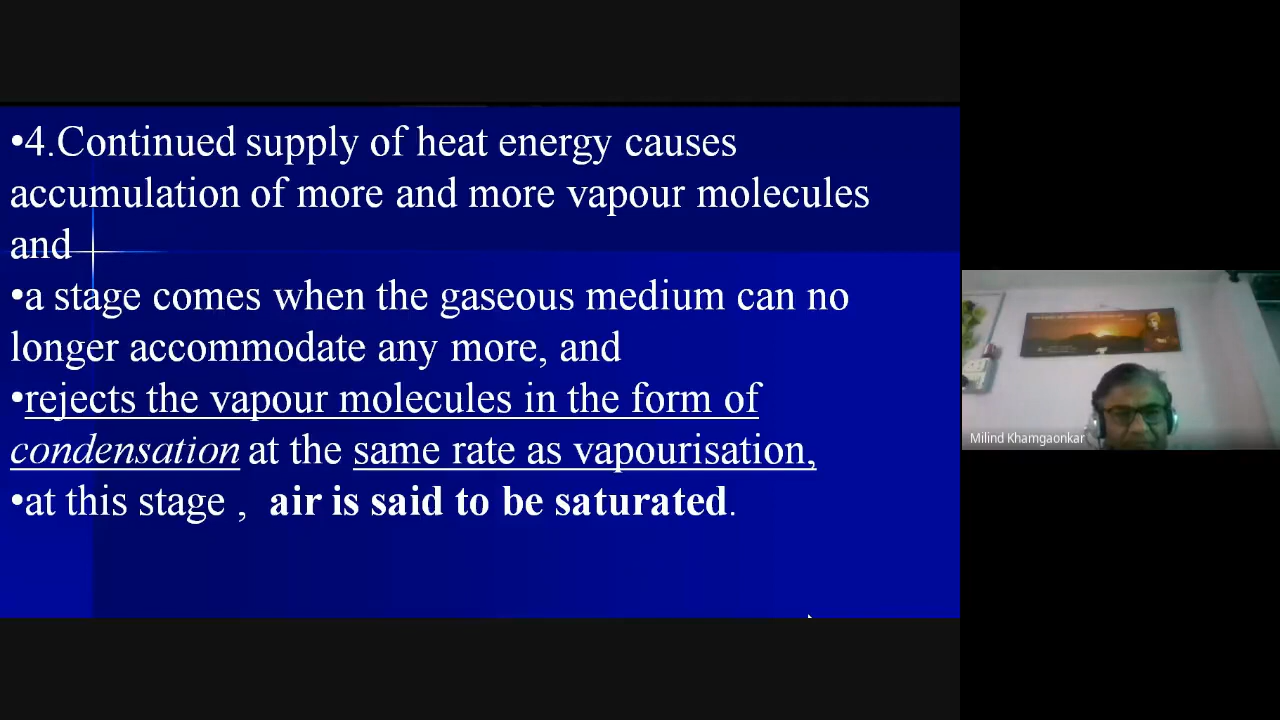 •4.Continued supply of heat energy causes
accumulation of more and more vapour molecules
and
•a stage comes when the gaseous medium can no
longer accommodate any more, and
•rejects the vapour molecules in the form of
condensation at the same rate as vapourisation,
•at this stage , air is said to be saturated.
Milind Khamgaonkar